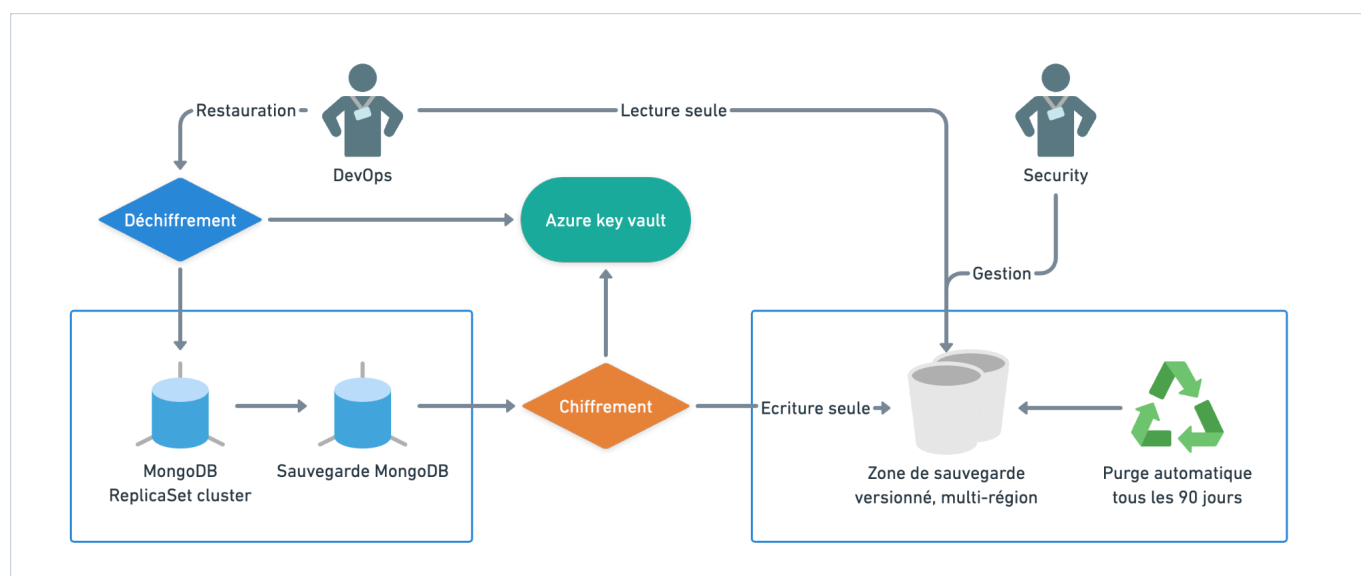 Restauration
Lecture seule
DevOps
Security
Déchiffrement
Azure key vault
Gestion
Chiffrement
Ecriture seule
MongoDB
ReplicaSet cluster
Sauvegarde MongoDB
Zone de sauvegarde
versionné, multi-région
Purge automatique
tous les 90 jours